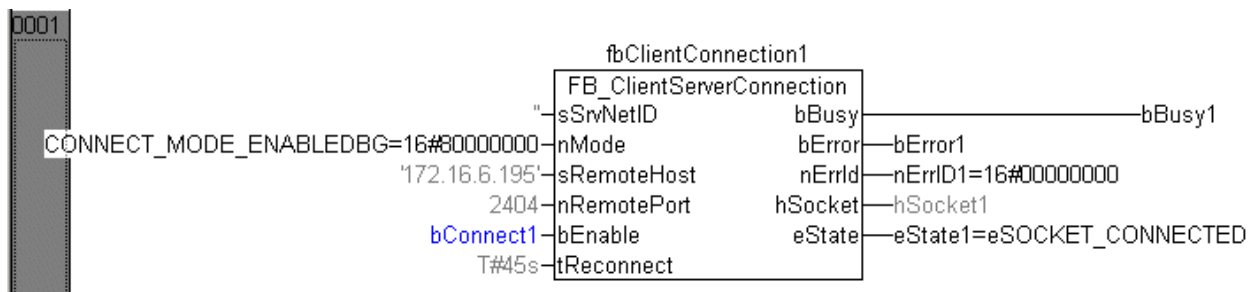 0001
fbClientConnection1
FB_ClientServerConnection
''-sSrvNetID bBusy bBusy1
CONNECT_MODE_ENABLEDBG=16#80000000-nMode bError bError1
'172.16.6.195'-sRemoteHost nErrId nErrID1=16#00000000
2404-nRemotePort hSocket hSocket1
bConnect1-bEnable eState eState1=eSOCKET_CONNECTED
T#45s-tReconnect